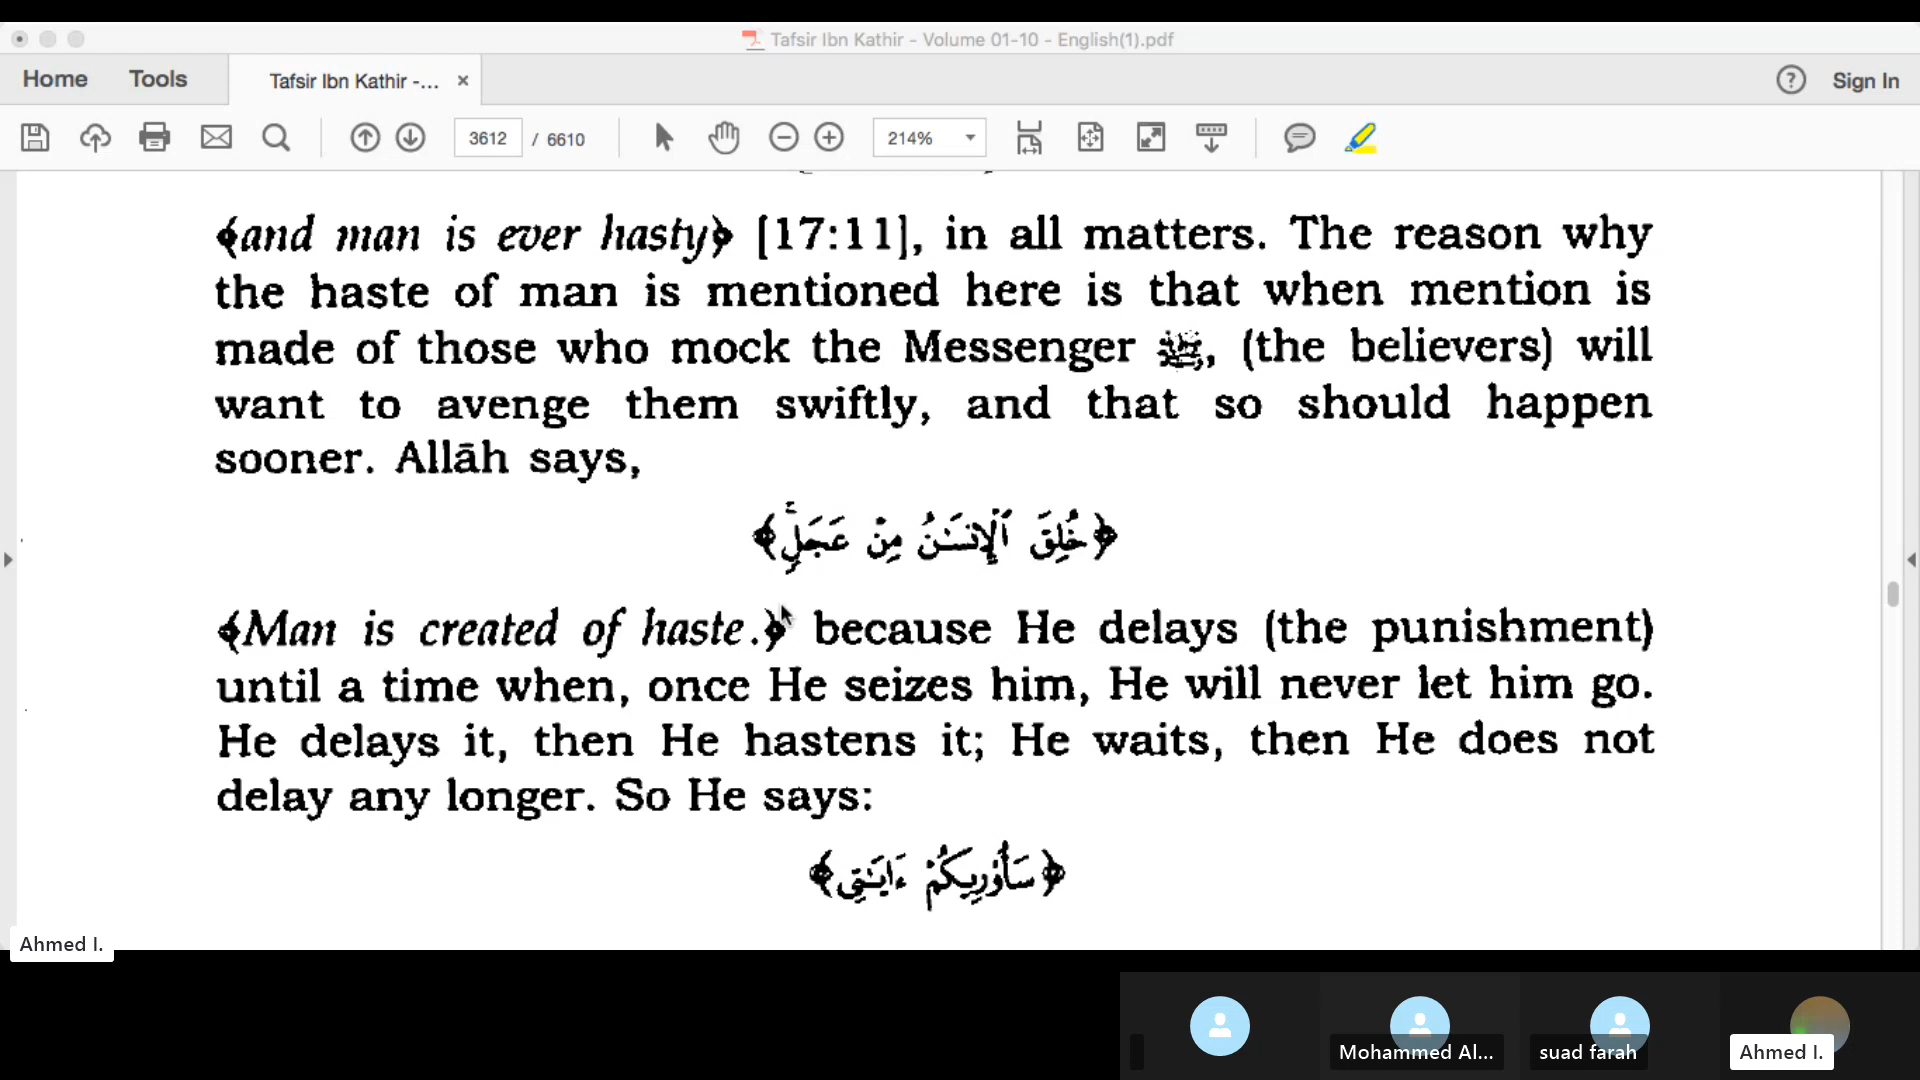 Tafsir Ibn Kathir - Volume 01-10 - English(1).pdf
Home Tools Tafsir Ibn Kathir -... × ? Sign In
3612 / 6610 214%
﴾and man is ever hasty﴿ [17:11], in all matters. The reason why
the haste of man is mentioned here is that when mention is
made of those who mock the Messenger ﷺ, (the believers) will
want to avenge them swiftly, and that so should happen
sooner. Allāh says,
﴿خُلِقَ ٱلْإِنسَـٰنُ مِنْ عَجَلٍۚ﴾
﴾Man is created of haste.﴿ because He delays (the punishment)
until a time when, once He seizes him, He will never let him go.
He delays it, then He hastens it; He waits, then He does not
delay any longer. So He says:
﴿سَأُو۟رِيكُمْ ءَايَـٰتِى﴾
Ahmed I.
Mohammed Al... suad farah Ahmed I.